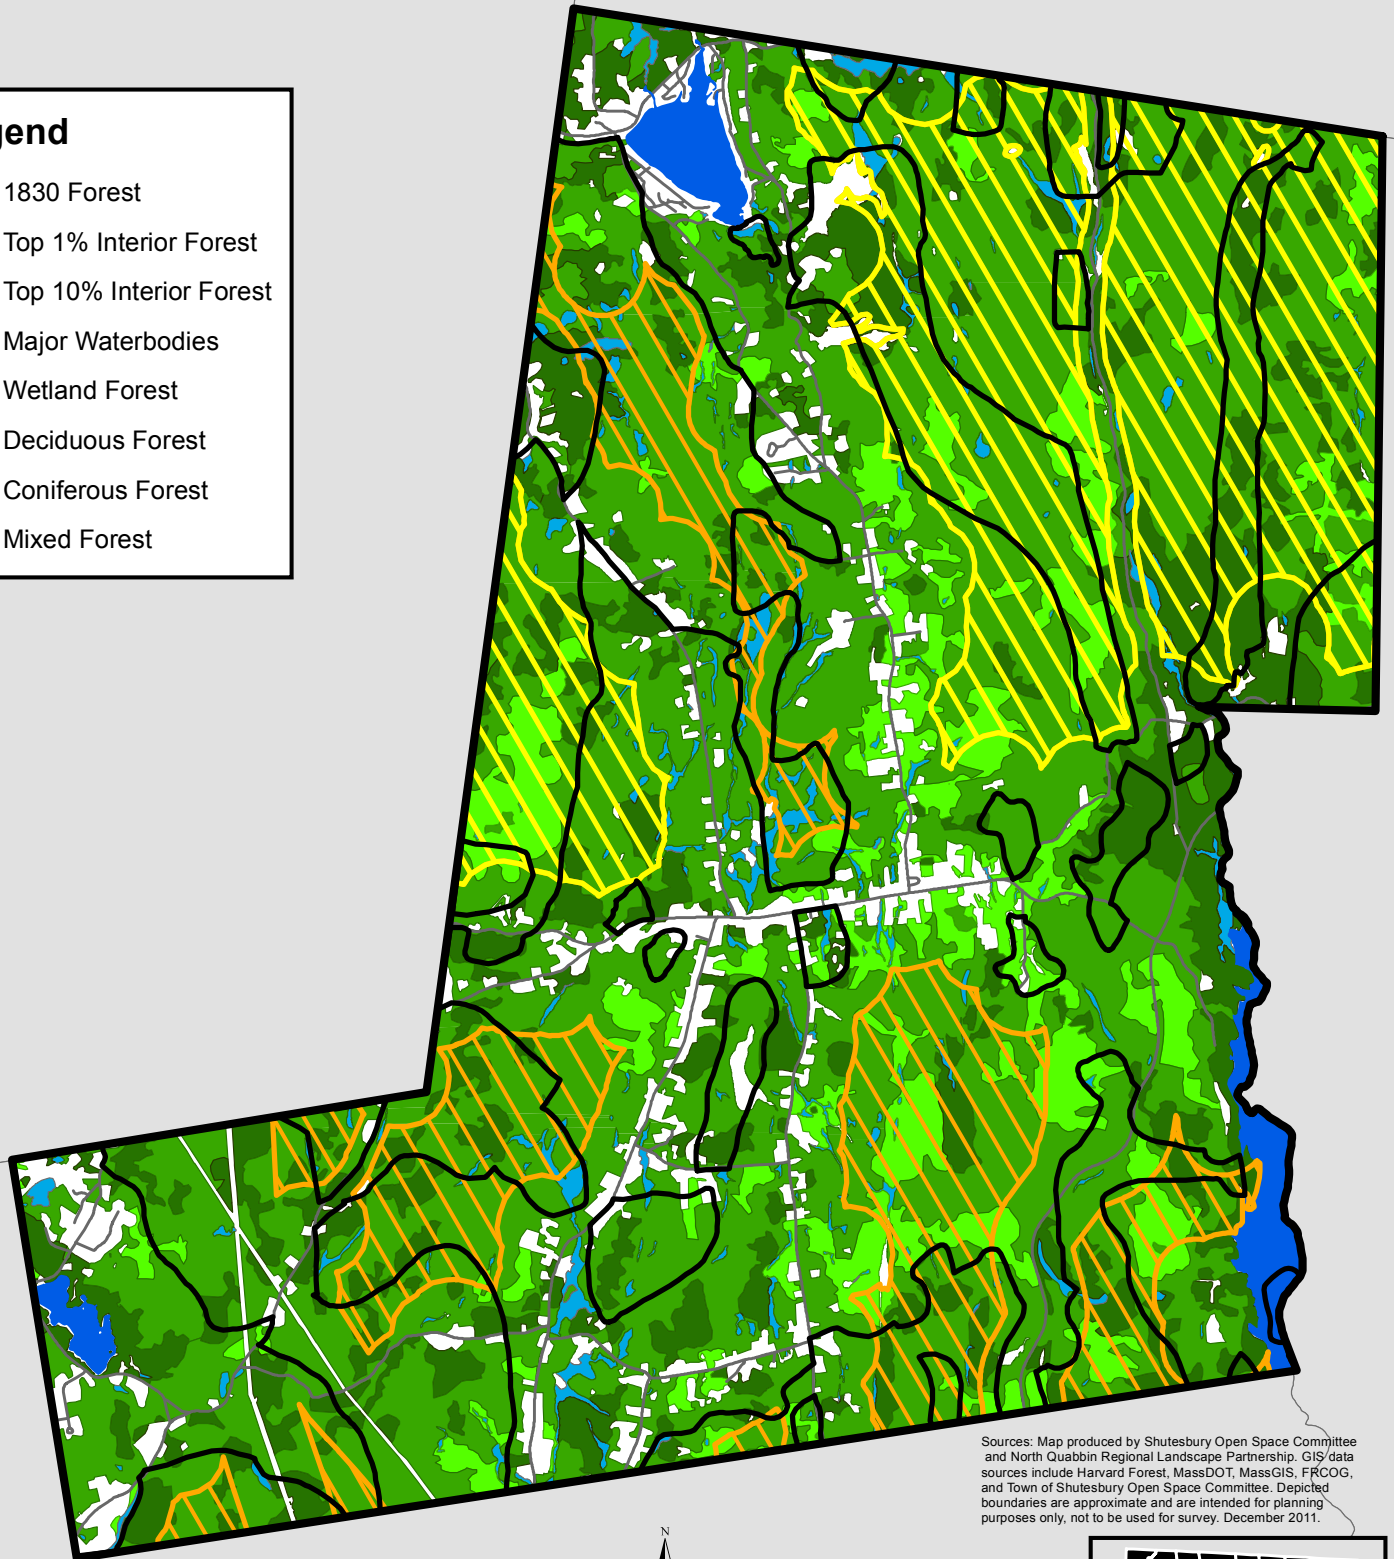 gend
1830 Forest
Top 1% Interior Forest
Top 10% Interior Forest
Major Waterbodies
Wetland Forest
Deciduous Forest
Coniferous Forest
Mixed Forest
Sources: Map produced by Shutesbury Open Space Committee
and North Quabbin Regional Landscape Partnership. GIS data
sources include Harvard Forest, MassDOT, MassGIS, FRCOG,
and Town of Shutesbury Open Space Committee. Depicted
boundaries are approximate and are intended for planning
purposes only, not to be used for survey. December 2011.
N